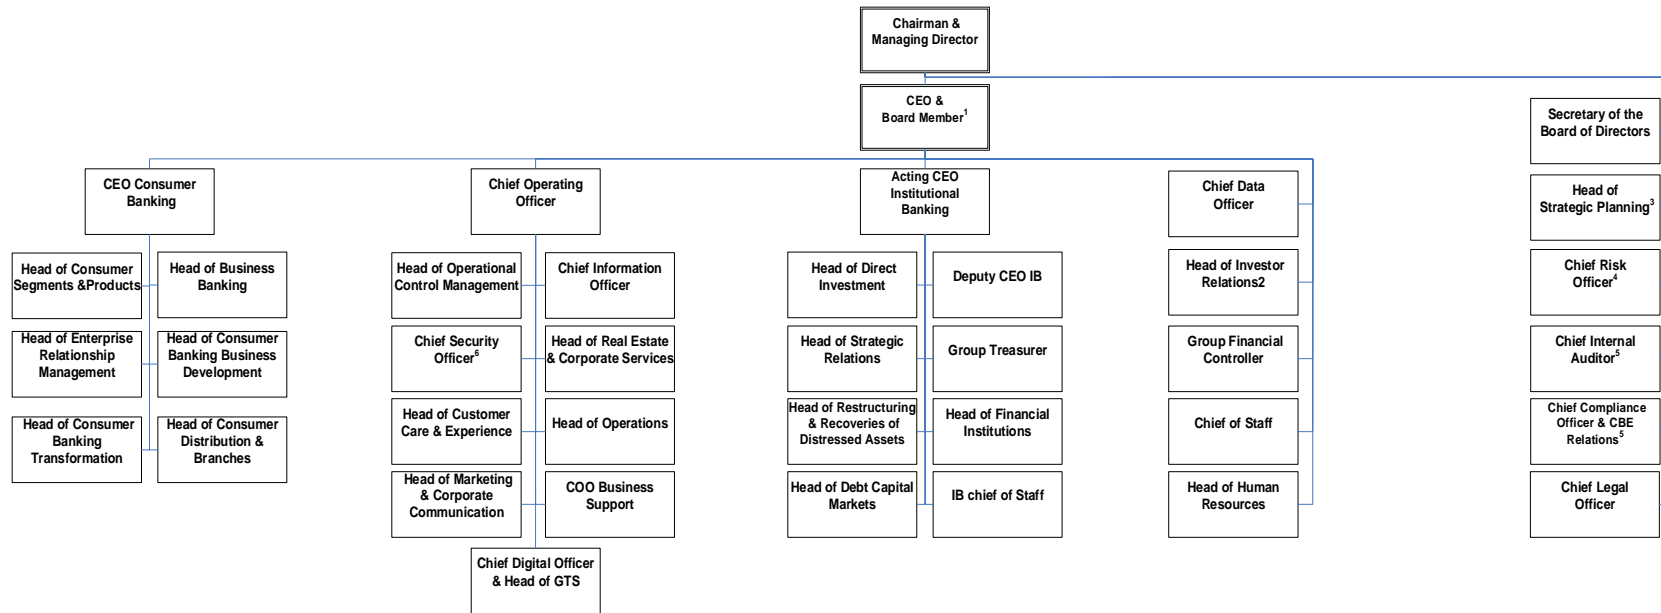 Chairman &
Managing Director
CEO &
Board Member1
Secretary of the
Board of Directors
CEO Consumer
Banking
Chief Operating
Officer
Acting CEO
Institutional
Banking
Chief Data
Officer
Head of
Strategic Planning3
Head of Consumer
Segments &Products
Head of Business
Banking
Head of Operational
Control Management
Chief Information
Officer
Head of Direct
Investment
Deputy CEO IB
Head of Investor
Relations2
Chief Risk
Officer4
Head of Enterprise
Relationship
Management
Head of Consumer
Banking Business
Development
Chief Security
Officer6
Head of Real Estate
& Corporate Services
Head of Strategic
Relations
Group Treasurer
Group Financial
Controller
Chief Internal
Auditor5
Head of Consumer
Banking
Transformation
Head of Consumer
Distribution &
Branches
Head of Customer
Care & Experience
Head of Operations
Head of Restructuring
& Recoveries of
Distressed Assets
Head of Financial
Institutions
Chief of Staff
Chief Compliance
Officer & CBE
Relations5
Head of Marketing
& Corporate
Communication
COO Business
Support
Head of Debt Capital
Markets
IB chief of Staff
Head of Human
Resources
Chief Legal
Officer
Chief Digital Officer
& Head of GTS